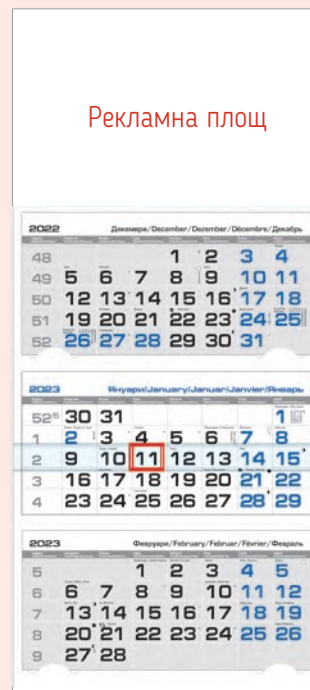 Рекламна площ
2022 Декември/December/Dezember/Décembre/Декабрь
48 1 2 3 4
49 5 6 7 8 9 10 11
50 12 13 14 15 16 17 18
51 19 20 21 22 23 24 25
52 26 27 28 29 30 31
2023 Януари/January/Januar/Janvier/Январь
52/5 30 31 1
1 2 3 4 5 6 7 8
2 9 10 11 12 13 14 15
3 16 17 18 19 20 21 22
4 23 24 25 26 27 28 29
2023 Февруари/February/Februar/Février/Февраль
5 1 2 3 4 5
6 6 7 8 9 10 11 12
7 13 14 15 16 17 18 19
8 20 21 22 23 24 25 26
9 27 28